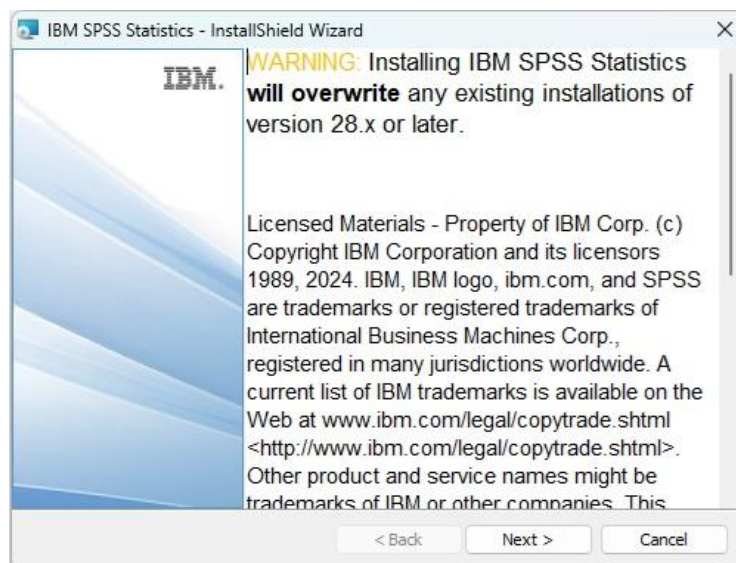 IBM SPSS Statistics - InstallShield Wizard
IBM.
WARNING: Installing IBM SPSS Statistics
will overwrite any existing installations of
version 28.x or later.
Licensed Materials - Property of IBM Corp. (c)
Copyright IBM Corporation and its licensors
1989, 2024. IBM, IBM logo, ibm.com, and SPSS
are trademarks or registered trademarks of
International Business Machines Corp.,
registered in many jurisdictions worldwide. A
current list of IBM trademarks is available on the
Web at www.ibm.com/legal/copytrade.shtml
<http://www.ibm.com/legal/copytrade.shtml>.
Other product and service names might be
trademarks of IBM or other companies. This
< Back
Next >
Cancel